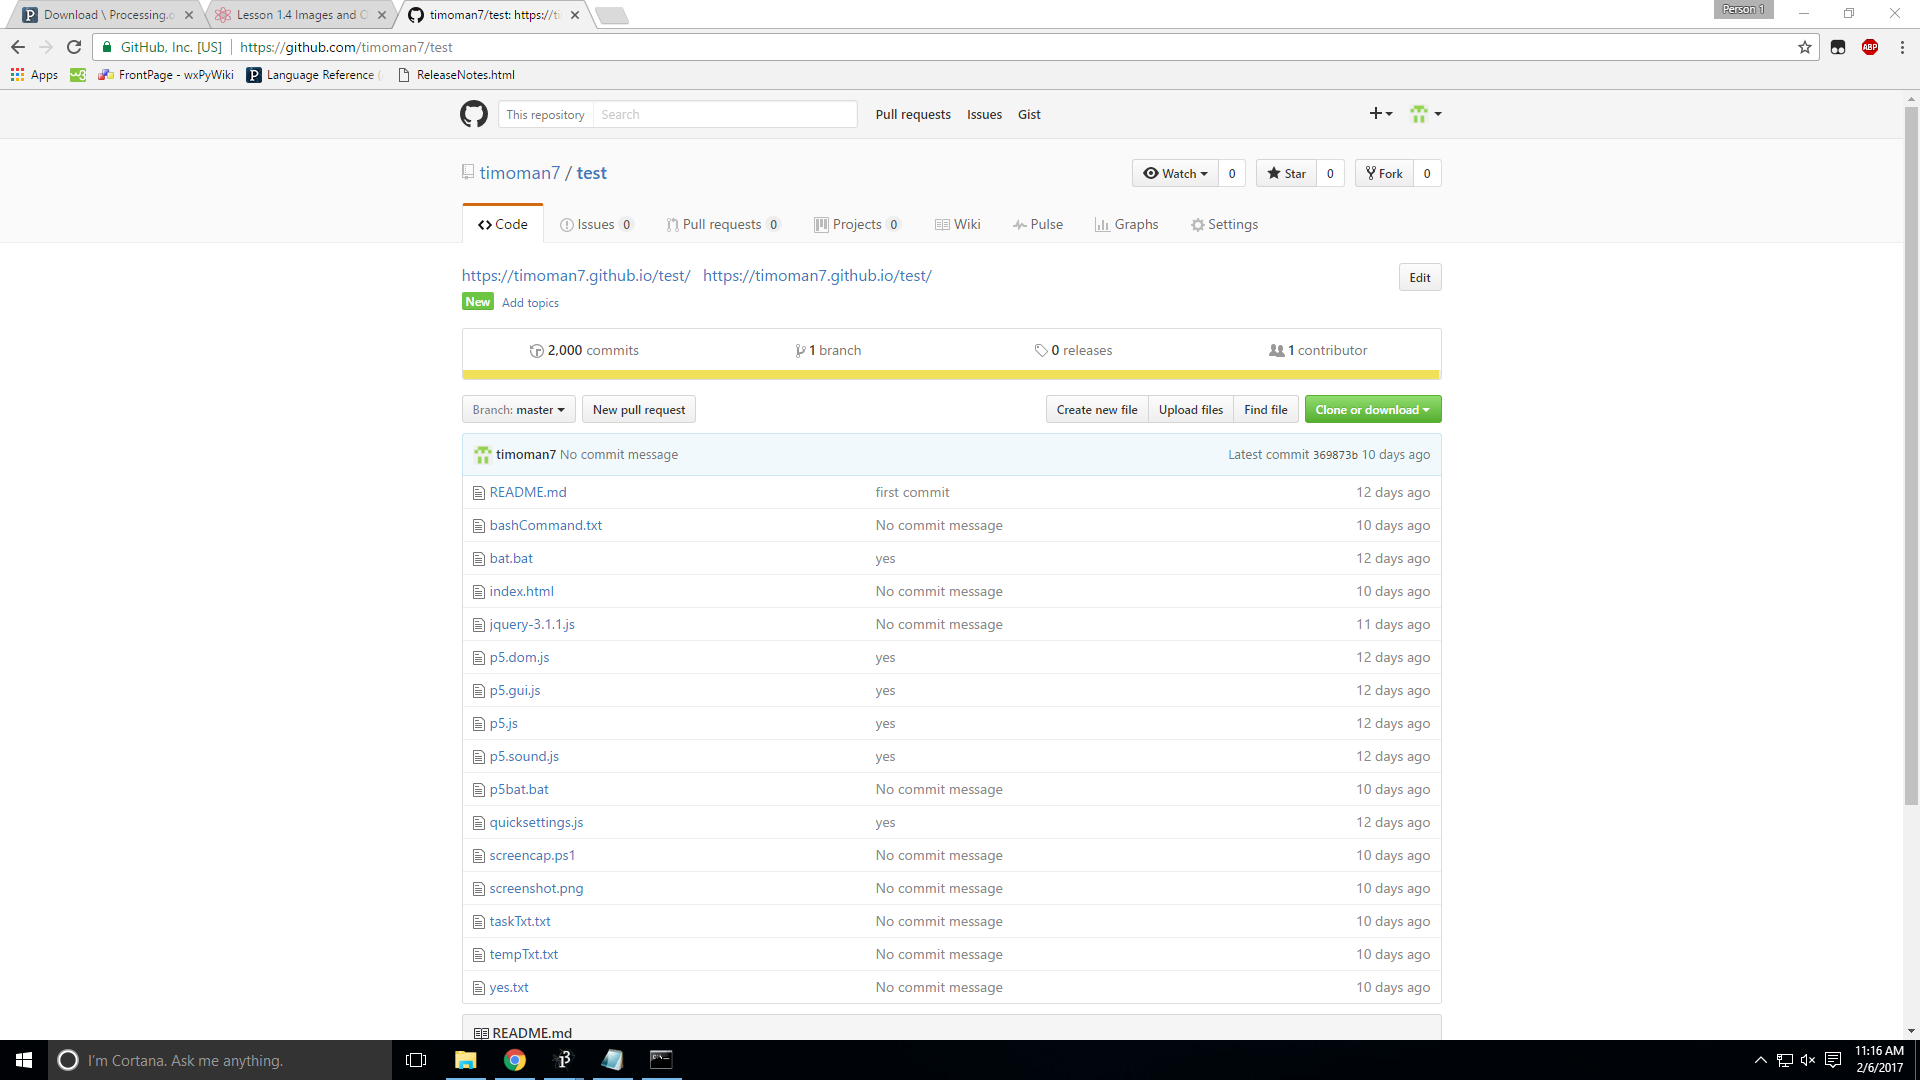 Download \ Processing.o
Lesson 1.4 Images and O
timoman7/test: https://ti
Person 1
GitHub, Inc. [US] https://github.com/timoman7/test
ABP
Apps
FrontPage - wxPyWiki
Language Reference (
ReleaseNotes.html
This repository Search
Pull requests Issues Gist
timoman7 / test
Watch 0
Star 0
Fork 0
Code
Issues 0
Pull requests 0
Projects 0
Wiki
Pulse
Graphs
Settings
https://timoman7.github.io/test/ https://timoman7.github.io/test/
Edit
New Add topics
2,000 commits
1 branch
0 releases
1 contributor
Branch: master
New pull request
Create new file
Upload files
Find file
Clone or download
timoman7 No commit message Latest commit 369873b 10 days ago
README.md first commit 12 days ago
bashCommand.txt No commit message 10 days ago
bat.bat yes 12 days ago
index.html No commit message 10 days ago
jquery-3.1.1.js No commit message 11 days ago
p5.dom.js yes 12 days ago
p5.gui.js yes 12 days ago
p5.js yes 12 days ago
p5.sound.js yes 12 days ago
p5bat.bat No commit message 10 days ago
quicksettings.js yes 12 days ago
screencap.ps1 No commit message 10 days ago
screenshot.png No commit message 10 days ago
taskTxt.txt No commit message 10 days ago
tempTxt.txt No commit message 10 days ago
yes.txt No commit message 10 days ago
README.md
I'm Cortana. Ask me anything.
11:16 AM
2/6/2017